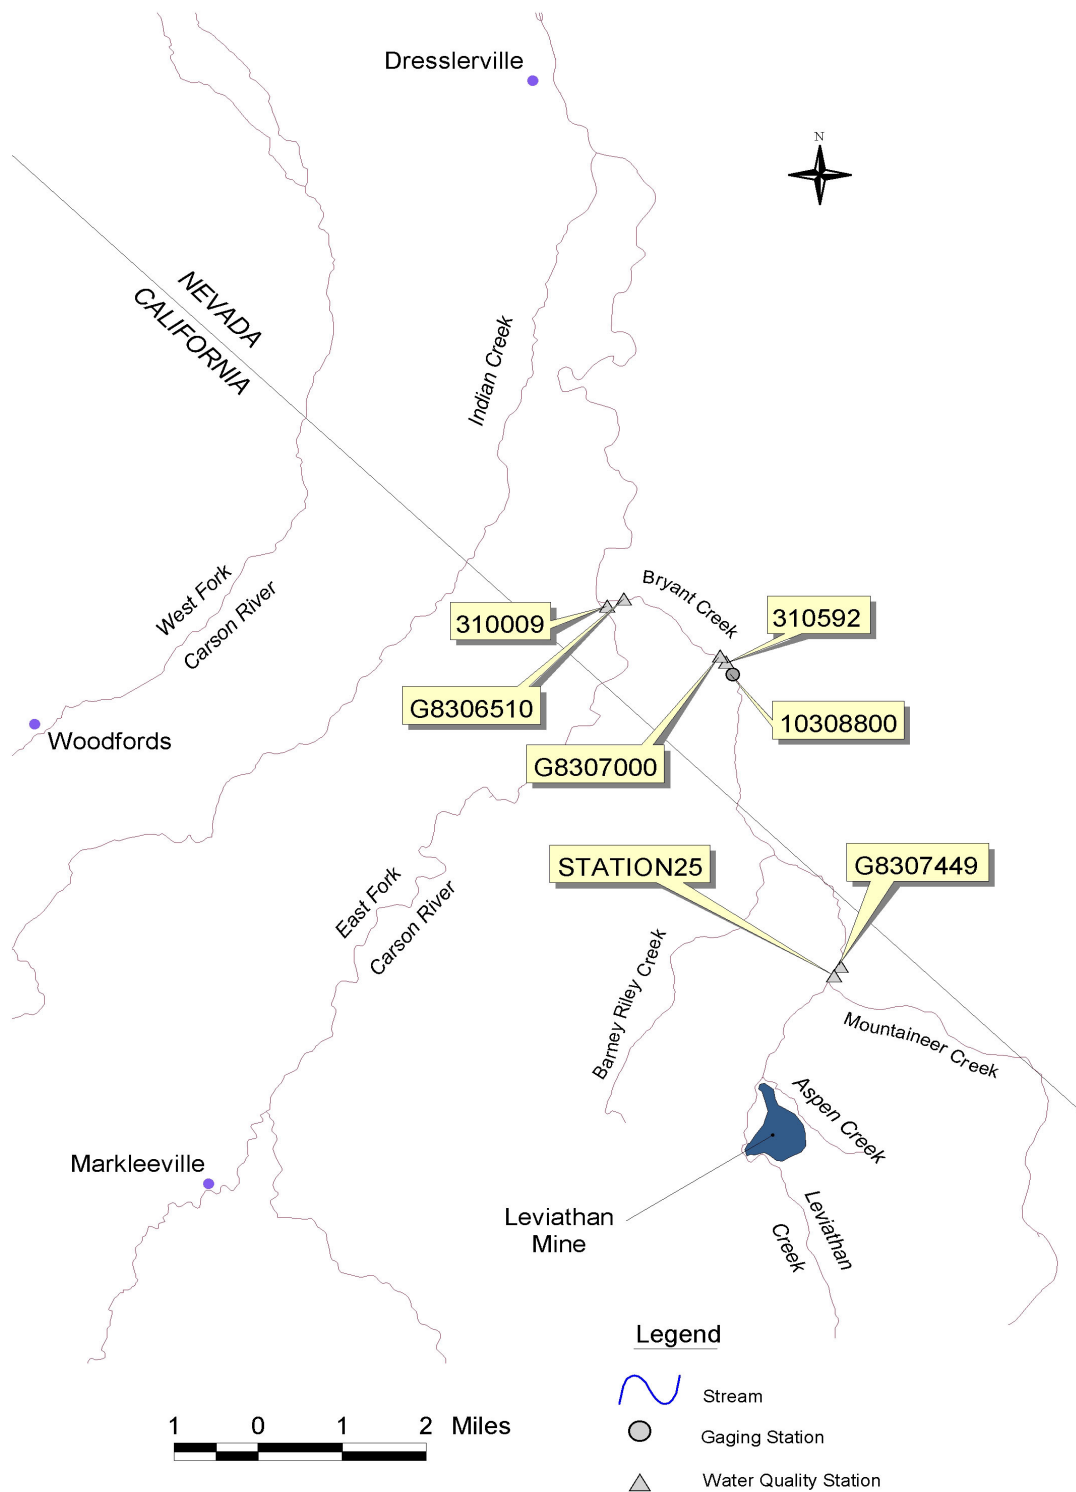 Dresslerville
N
NEVADA
CALIFORNIA
Indian Creek
West Fork
Carson River
Bryant Creek
310009
310592
G8306510
10308800
Woodfords
G8307000
STATION25
G8307449
East Fork
Carson River
Barney Riley Creek
Mountaineer Creek
Aspen Creek
Markleeville
Leviathan
Mine
Leviathan
Creek
Legend
Stream
1 0 1 2 Miles
Gaging Station
Water Quality Station